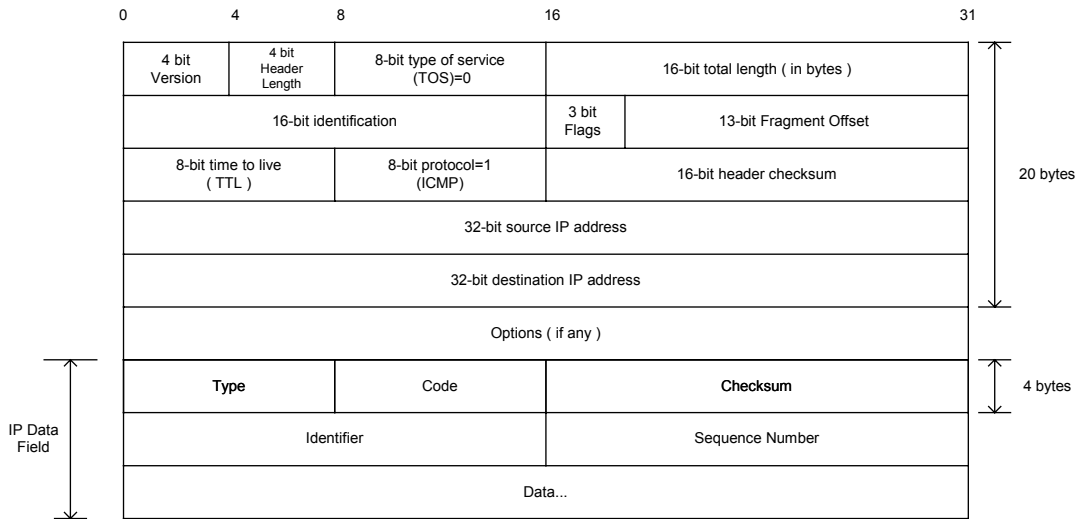 0 4 8 16 31
4 bit
Version
4 bit
Header
Length
8-bit type of service
(TOS)=0
16-bit total length ( in bytes )
16-bit identification
3 bit
Flags
13-bit Fragment Offset
8-bit time to live
( TTL )
8-bit protocol=1
(ICMP)
16-bit header checksum
20 bytes
32-bit source IP address
32-bit destination IP address
Options ( if any )
Type
Code
Checksum
4 bytes
IP Data
Field
Identifier
Sequence Number
Data...